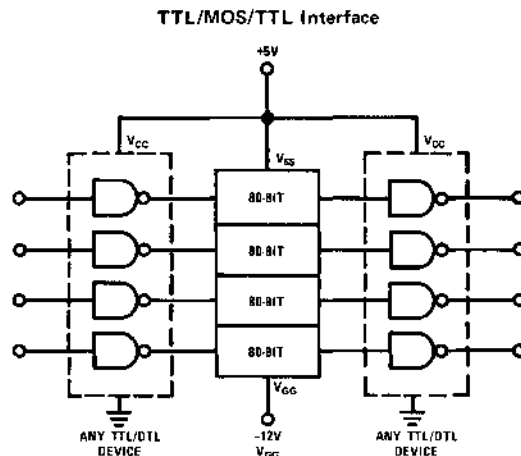 TTL/MOS/TTL Interface
+5V
VCC
VSS
VCC
80-BIT
80-BIT
80-BIT
80-BIT
VGG
ANY TTL/DTL
DEVICE
-12V
VGG
ANY TTL/DTL
DEVICE